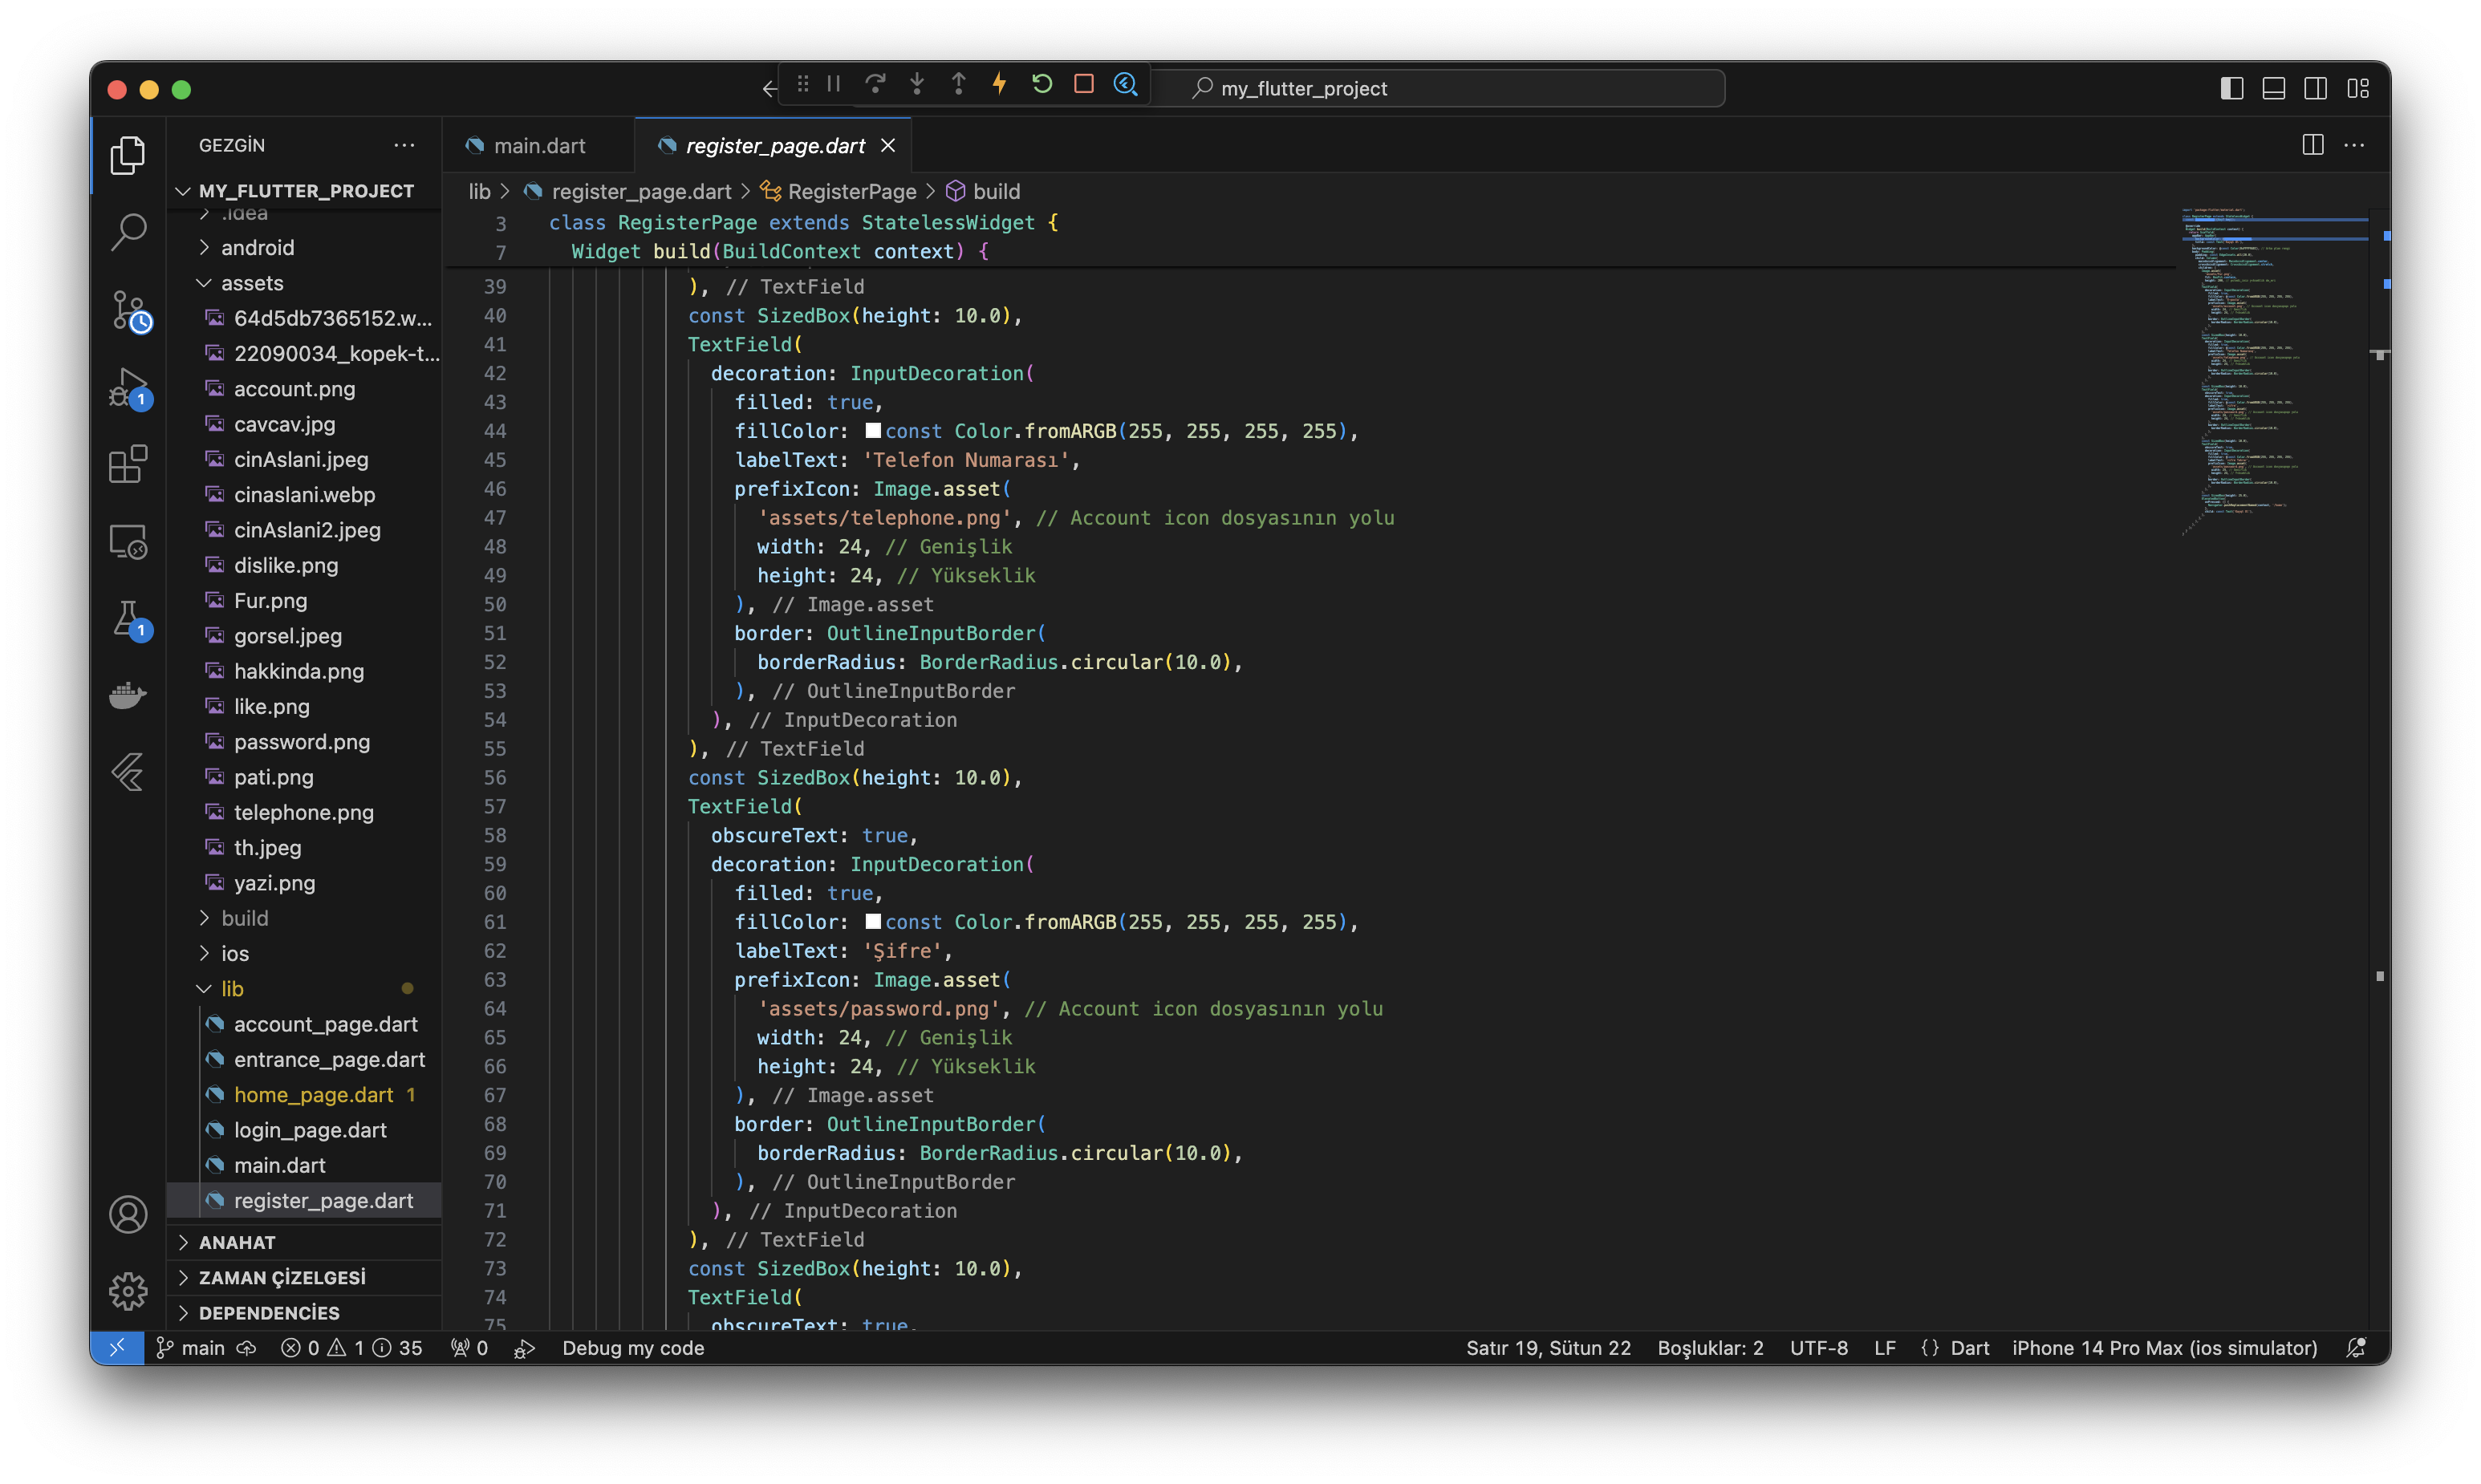 my_flutter_project
GEZGİN
main.dart
register_page.dart
MY_FLUTTER_PROJECT
.idea
android
assets
64d5db7365152.w...
22090034_kopek-t...
account.png
cavcav.jpg
cinAslani.jpeg
cinaslani.webp
cinAslani2.jpeg
dislike.png
Fur.png
gorsel.jpeg
hakkinda.png
like.png
password.png
pati.png
telephone.png
th.jpeg
yazi.png
build
ios
lib
account_page.dart
entrance_page.dart
home_page.dart 1
login_page.dart
main.dart
register_page.dart
ANAHAT
ZAMAN ÇİZELGESİ
DEPENDENCİES
1
1
lib > register_page.dart > RegisterPage > build
3 class RegisterPage extends StatelessWidget {
7 Widget build(BuildContext context) {
39 ), // TextField
40 const SizedBox(height: 10.0),
41 TextField(
42 decoration: InputDecoration(
43 filled: true,
44 fillColor: const Color.fromARGB(255, 255, 255, 255),
45 labelText: 'Telefon Numarası',
46 prefixIcon: Image.asset(
47 'assets/telephone.png', // Account icon dosyasının yolu
48 width: 24, // Genişlik
49 height: 24, // Yükseklik
50 ), // Image.asset
51 border: OutlineInputBorder(
52 borderRadius: BorderRadius.circular(10.0),
53 ), // OutlineInputBorder
54 ), // InputDecoration
55 ), // TextField
56 const SizedBox(height: 10.0),
57 TextField(
58 obscureText: true,
59 decoration: InputDecoration(
60 filled: true,
61 fillColor: const Color.fromARGB(255, 255, 255, 255),
62 labelText: 'Şifre',
63 prefixIcon: Image.asset(
64 'assets/password.png', // Account icon dosyasının yolu
65 width: 24, // Genişlik
66 height: 24, // Yükseklik
67 ), // Image.asset
68 border: OutlineInputBorder(
69 borderRadius: BorderRadius.circular(10.0),
70 ), // OutlineInputBorder
71 ), // InputDecoration
72 ), // TextField
73 const SizedBox(height: 10.0),
74 TextField(
75 obscureText: true,
main 0 1 35 0 Debug my code Satır 19, Sütun 22 Boşluklar: 2 UTF-8 LF {} Dart iPhone 14 Pro Max (ios simulator)